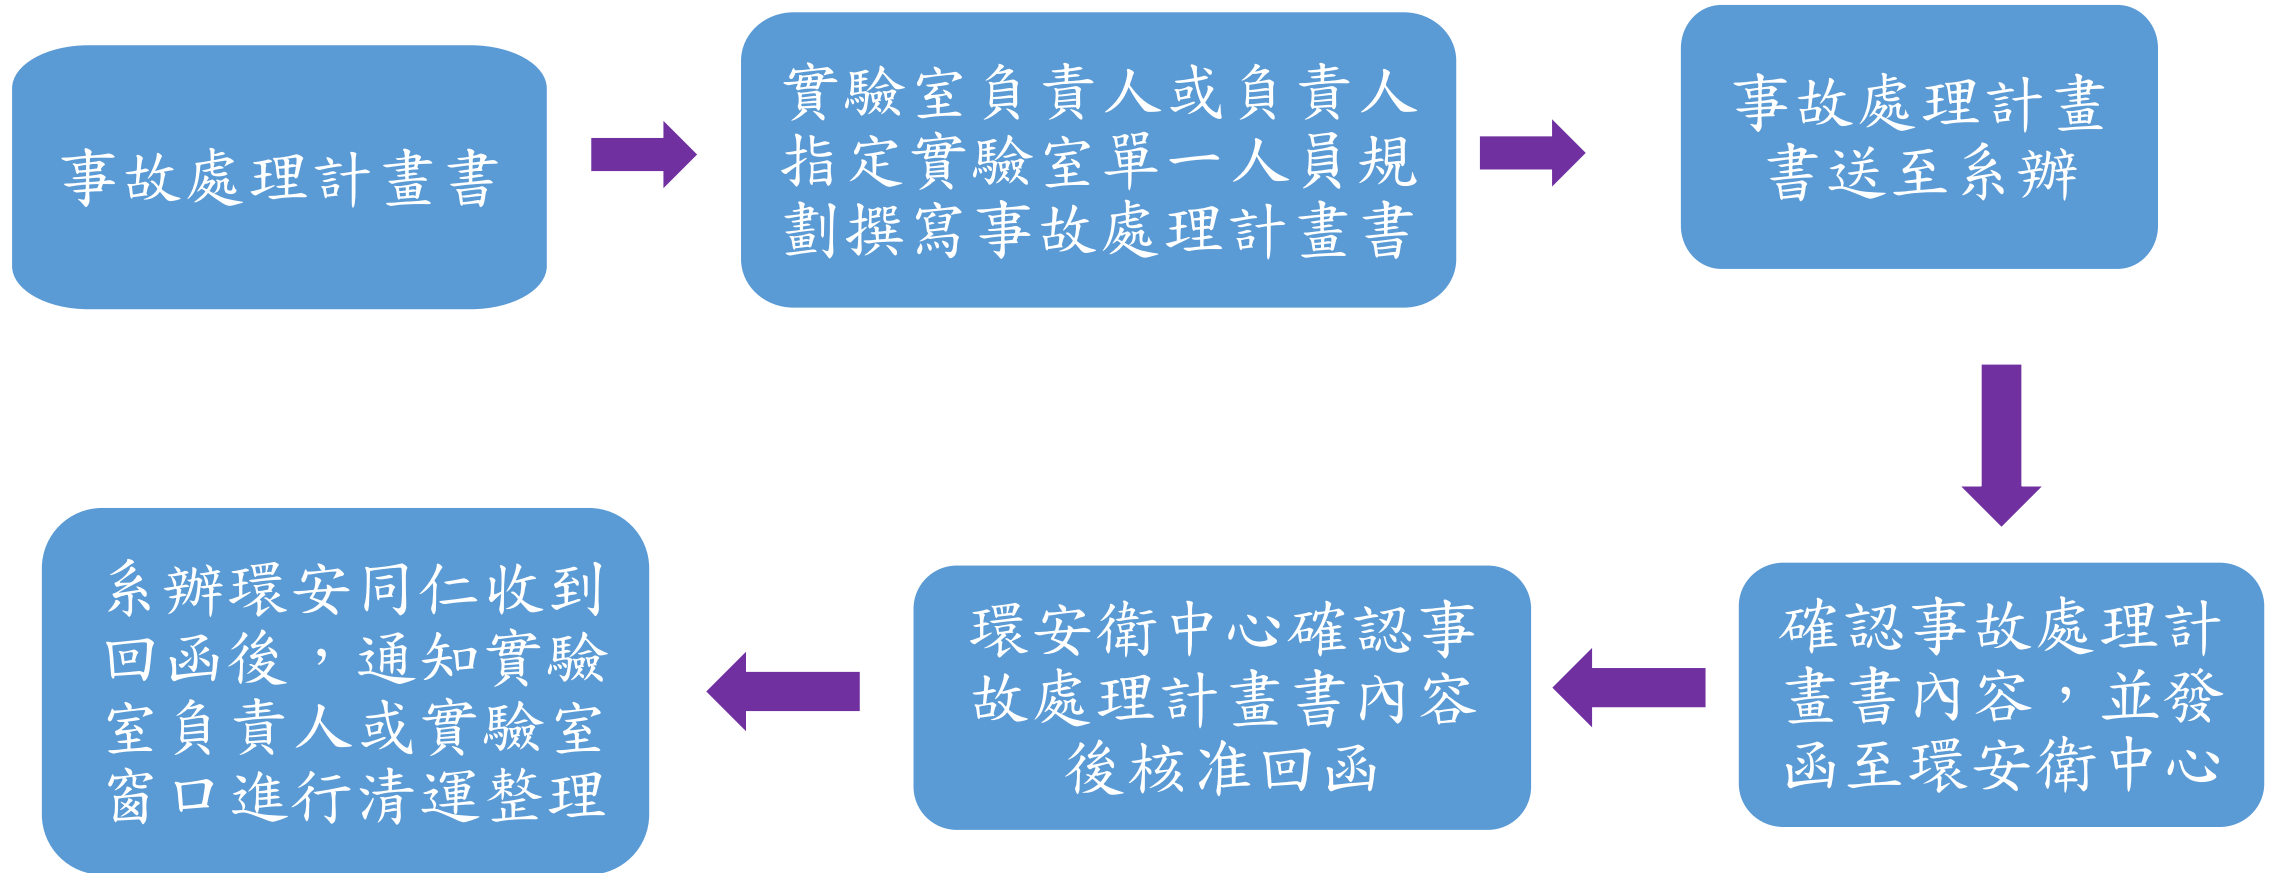 事故處理計畫書
實驗室負責人或負責人
指定實驗室單一人員規
劃撰寫事故處理計畫書
事故處理計畫
書送至系辦
確認事故處理計
畫書內容，並發
函至環安衛中心
環安衛中心確認事
故處理計畫書內容
後核准回函
系辦環安同仁收到
回函後，通知實驗
室負責人或實驗室
窗口進行清運整理